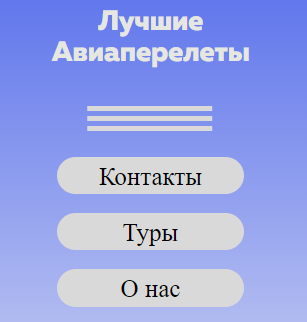 Лучшие
Авиаперелеты
Контакты
Туры
О нас